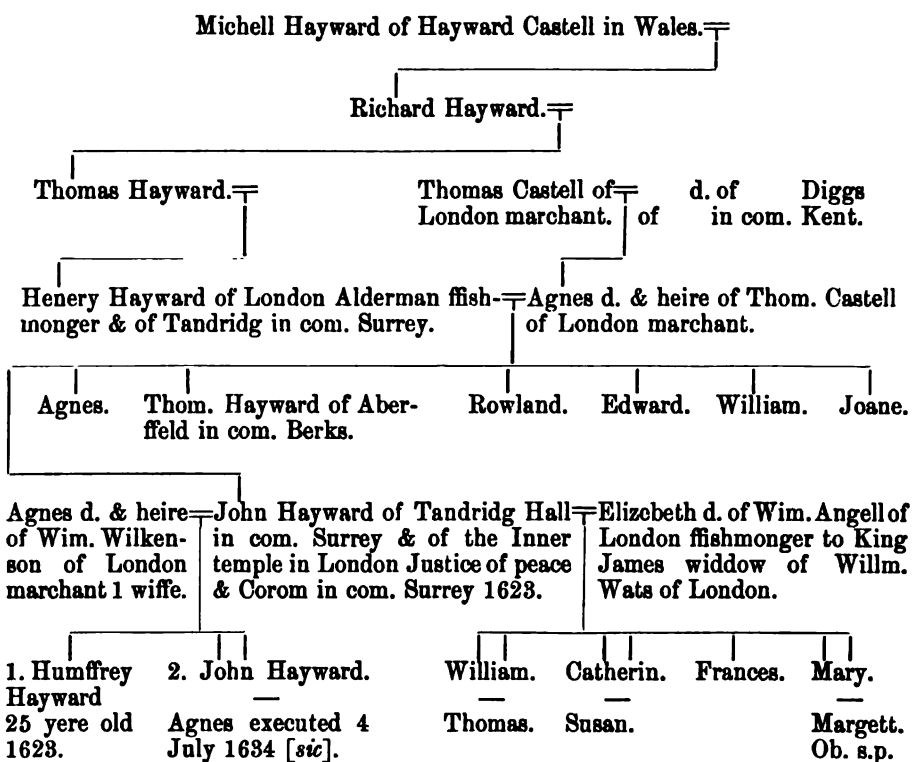 Michell Hayward of Hayward Castell in Wales.
Richard Hayward.
Thomas Hayward.
Thomas Castell of
London marchant.
d. of Diggs
of in com. Kent.
Henery Hayward of London Alderman ffish-
monger & of Tandridg in com. Surrey.
Agnes d. & heire of Thom. Castell
of London marchant.
Agnes.
Thom. Hayward of Aber-
ffeld in com. Berks.
Rowland.
Edward.
William.
Joane.
Agnes d. & heire
of Wim. Wilken-
son of London
marchant 1 wiffe.
John Hayward of Tandridg Hall
in com. Surrey & of the Inner
temple in London Justice of peace
& Corom in com. Surrey 1623.
Elizcbeth d. of Wim. Angell of
London ffishmonger to King
James widdow of Willm.
Wats of London.
1. Humffrey
Hayward
25 yere old
1623.
2. John Hayward.
—
Agnes executed 4
July 1634 [sic].
William.
—
Thomas.
Catherin.
—
Susan.
Frances.
Mary.
—
Margett.
Ob. s.p.